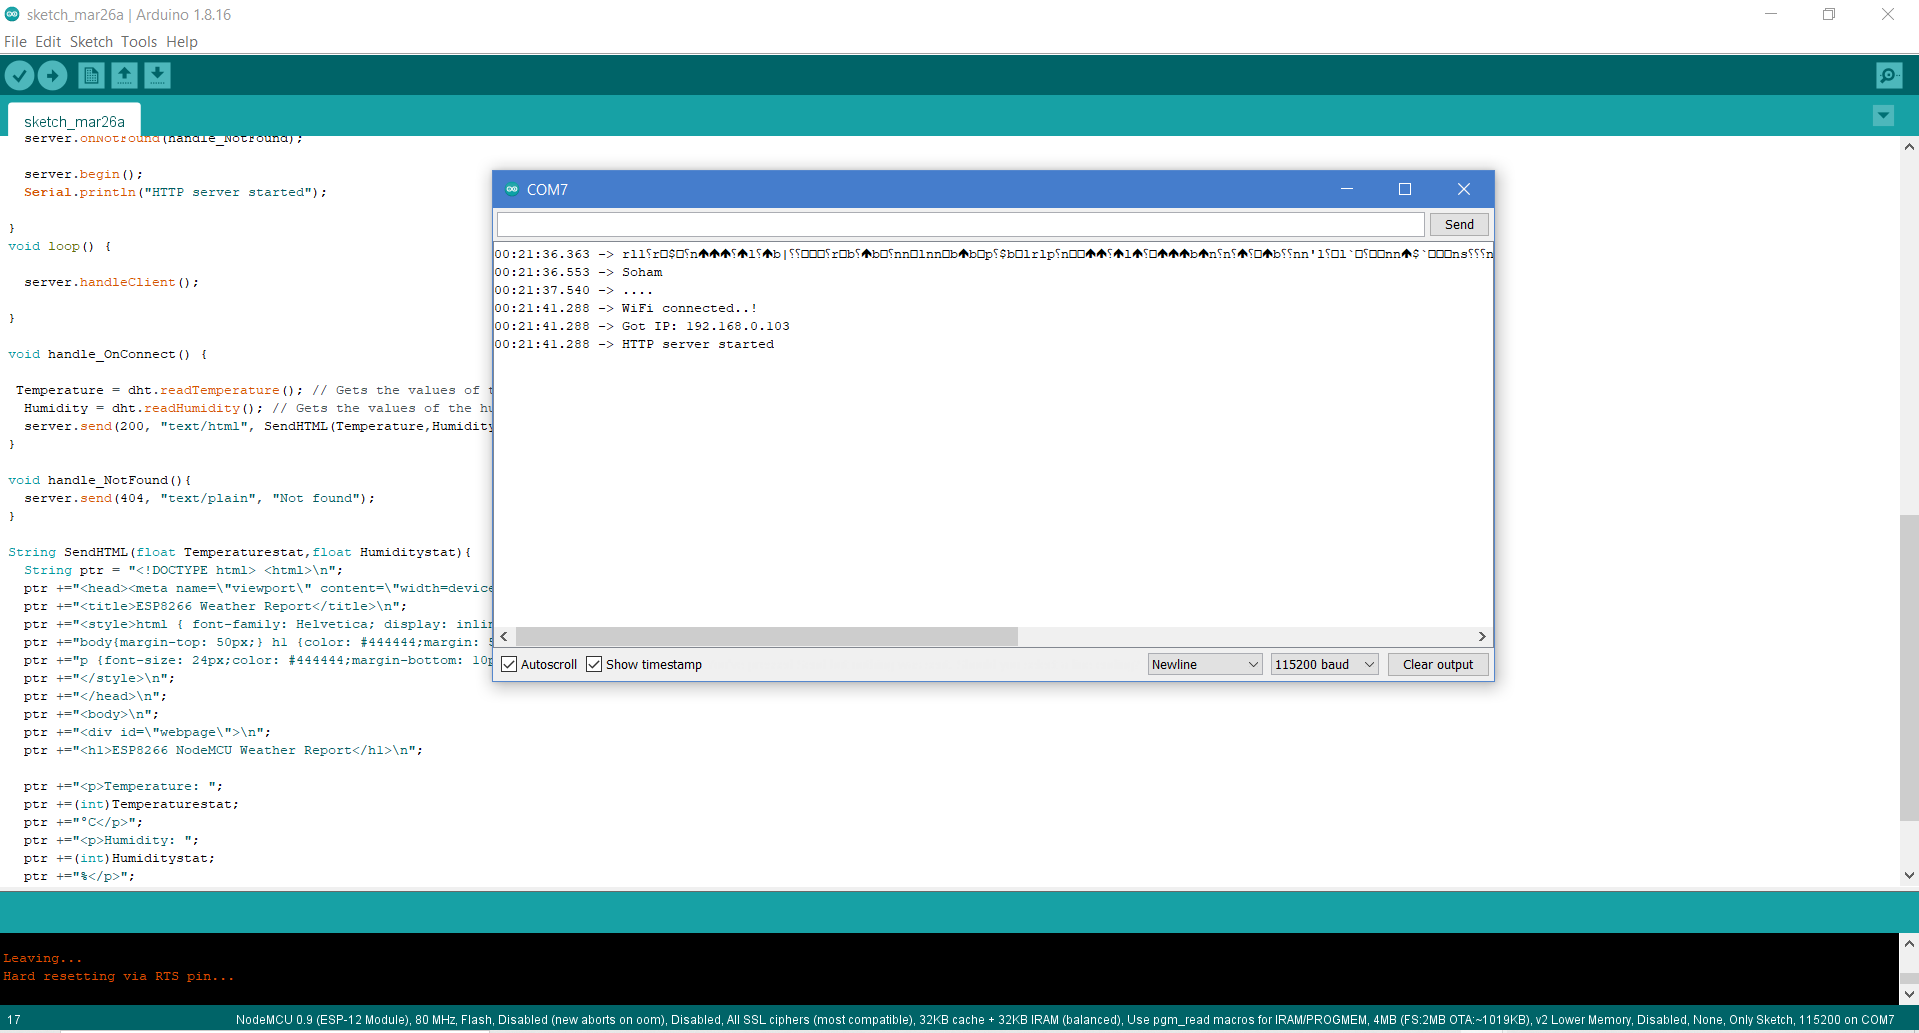 sketch_mar26a | Arduino 1.8.16
File Edit Sketch Tools Help
sketch_mar26a
server.onNotFound(handle_NotFound);
server.begin();
Serial.println("HTTP server started");
}
void loop() {
server.handleClient();
}
void handle_OnConnect() {
Temperature = dht.readTemperature(); // Gets the values of t
Humidity = dht.readHumidity(); // Gets the values of the hu
server.send(200, "text/html", SendHTML(Temperature,Humidity
}
void handle_NotFound(){
server.send(404, "text/plain", "Not found");
}
String SendHTML(float Temperaturestat,float Humiditystat){
String ptr = "<!DOCTYPE html> <html>\n";
ptr +="<head><meta name=\"viewport\" content=\"width=device
ptr +="<title>ESP8266 Weather Report</title>\n";
ptr +="<style>html { font-family: Helvetica; display: inlin
ptr +="body{margin-top: 50px;} h1 {color: #444444;margin: 5
ptr +="p {font-size: 24px;color: #444444;margin-bottom: 10p
ptr +="</style>\n";
ptr +="</head>\n";
ptr +="<body>\n";
ptr +="<div id=\"webpage\">\n";
ptr +="<h1>ESP8266 NodeMCU Weather Report</h1>\n";
ptr +="<p>Temperature: ";
ptr +=(int)Temperaturestat;
ptr +="°C</p>";
ptr +="<p>Humidity: ";
ptr +=(int)Humiditystat;
ptr +="%</p>";
COM7
Send
00:21:36.363 ->
00:21:36.553 -> Soham
00:21:37.540 -> ....
00:21:41.288 -> WiFi connected..!
00:21:41.288 -> Got IP: 192.168.0.103
00:21:41.288 -> HTTP server started
Autoscroll Show timestamp Newline 115200 baud Clear output
Leaving...
Hard resetting via RTS pin...
17 NodeMCU 0.9 (ESP-12 Module), 80 MHz, Flash, Disabled (new aborts on oom), Disabled, All SSL ciphers (most compatible), 32KB cache + 32KB IRAM (balanced), Use pgm_read macros for IRAM/PROGMEM, 4MB (FS:2MB OTA:~1019KB), v2 Lower Memory, Disabled, None, Only Sketch, 115200 on COM7